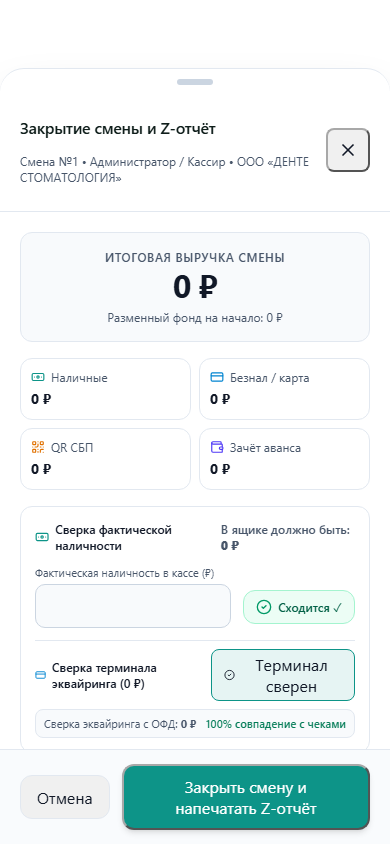 Закрытие смены и Z-отчёт
Смена №1 • Администратор / Кассир • ООО «ДЕНТЕ
СТОМАТОЛОГИЯ»
ИТОГОВАЯ ВЫРУЧКА СМЕНЫ
0 ₽
Разменный фонд на начало: 0 ₽
Наличные
0 ₽
Безнал / карта
0 ₽
QR СБП
0 ₽
Зачёт аванса
0 ₽
Сверка фактической
наличности
В ящике должно быть:
0 ₽
Фактическая наличность в кассе (₽)
Сходится ✓
Сверка терминала
эквайринга (0 ₽)
Терминал
сверен
Сверка эквайринга с ОФД: 0 ₽ 100% совпадение с чеками
Отмена
Закрыть смену и
напечатать Z-отчёт